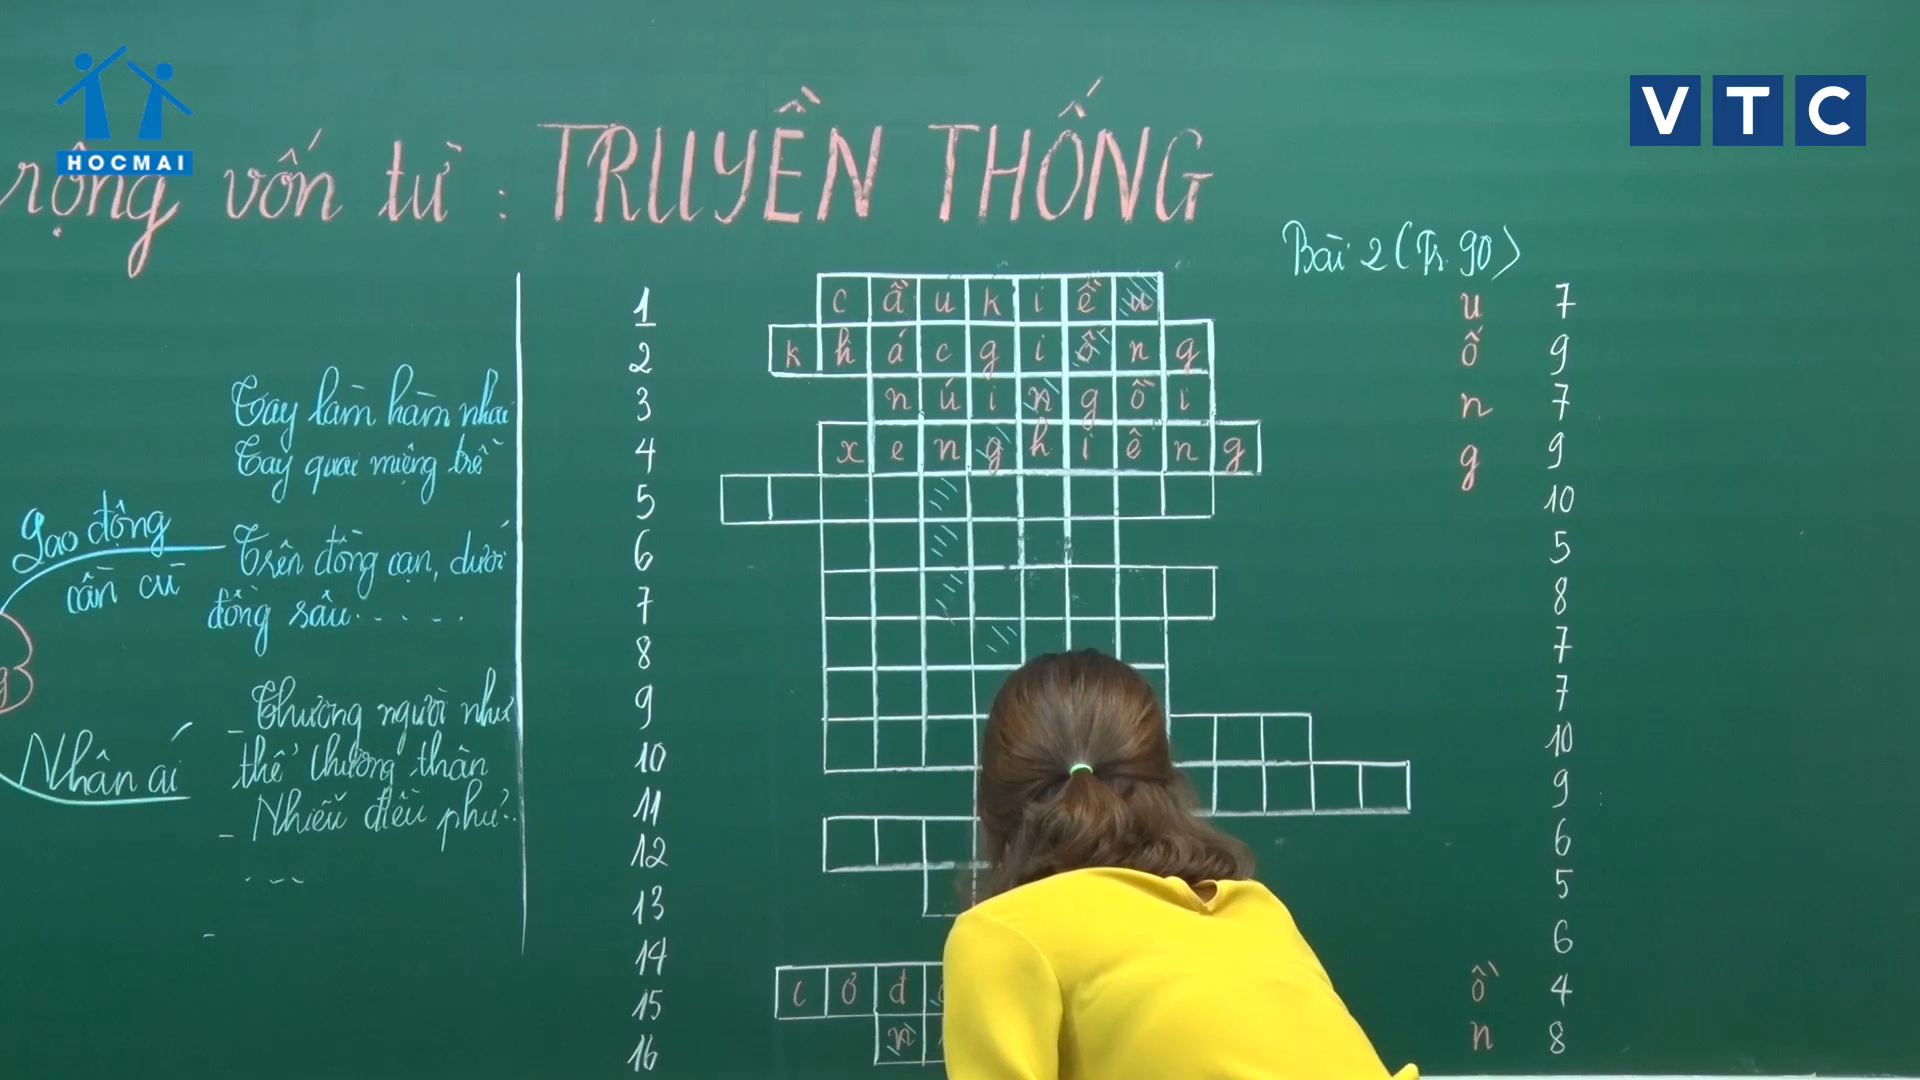 HOCMAI
VTC
rộng vốn từ : TRUYỀN THỐNG
Bài 2 (Tr 90)
Tay làm hàm nhai
Tay quai miệng trễ
Lao động
cần cù
Trên đồng cạn, dưới
đồng sâu.....
Nhân ái
- Thương người như
thể thương thân
- Nhiễu điều phủ..
...
-
1 c ầ u k i ề u u 7
2 k h á c g i ố n g ố 9
3 n ú i n g ồ i n 7
4 x e n g h i ê n g g 9
5 10
6 5
7 8
8 7
9 7
10 10
11 9
12 6
13 5
14 6
15 c ờ đ ồ 4
16 n n 8